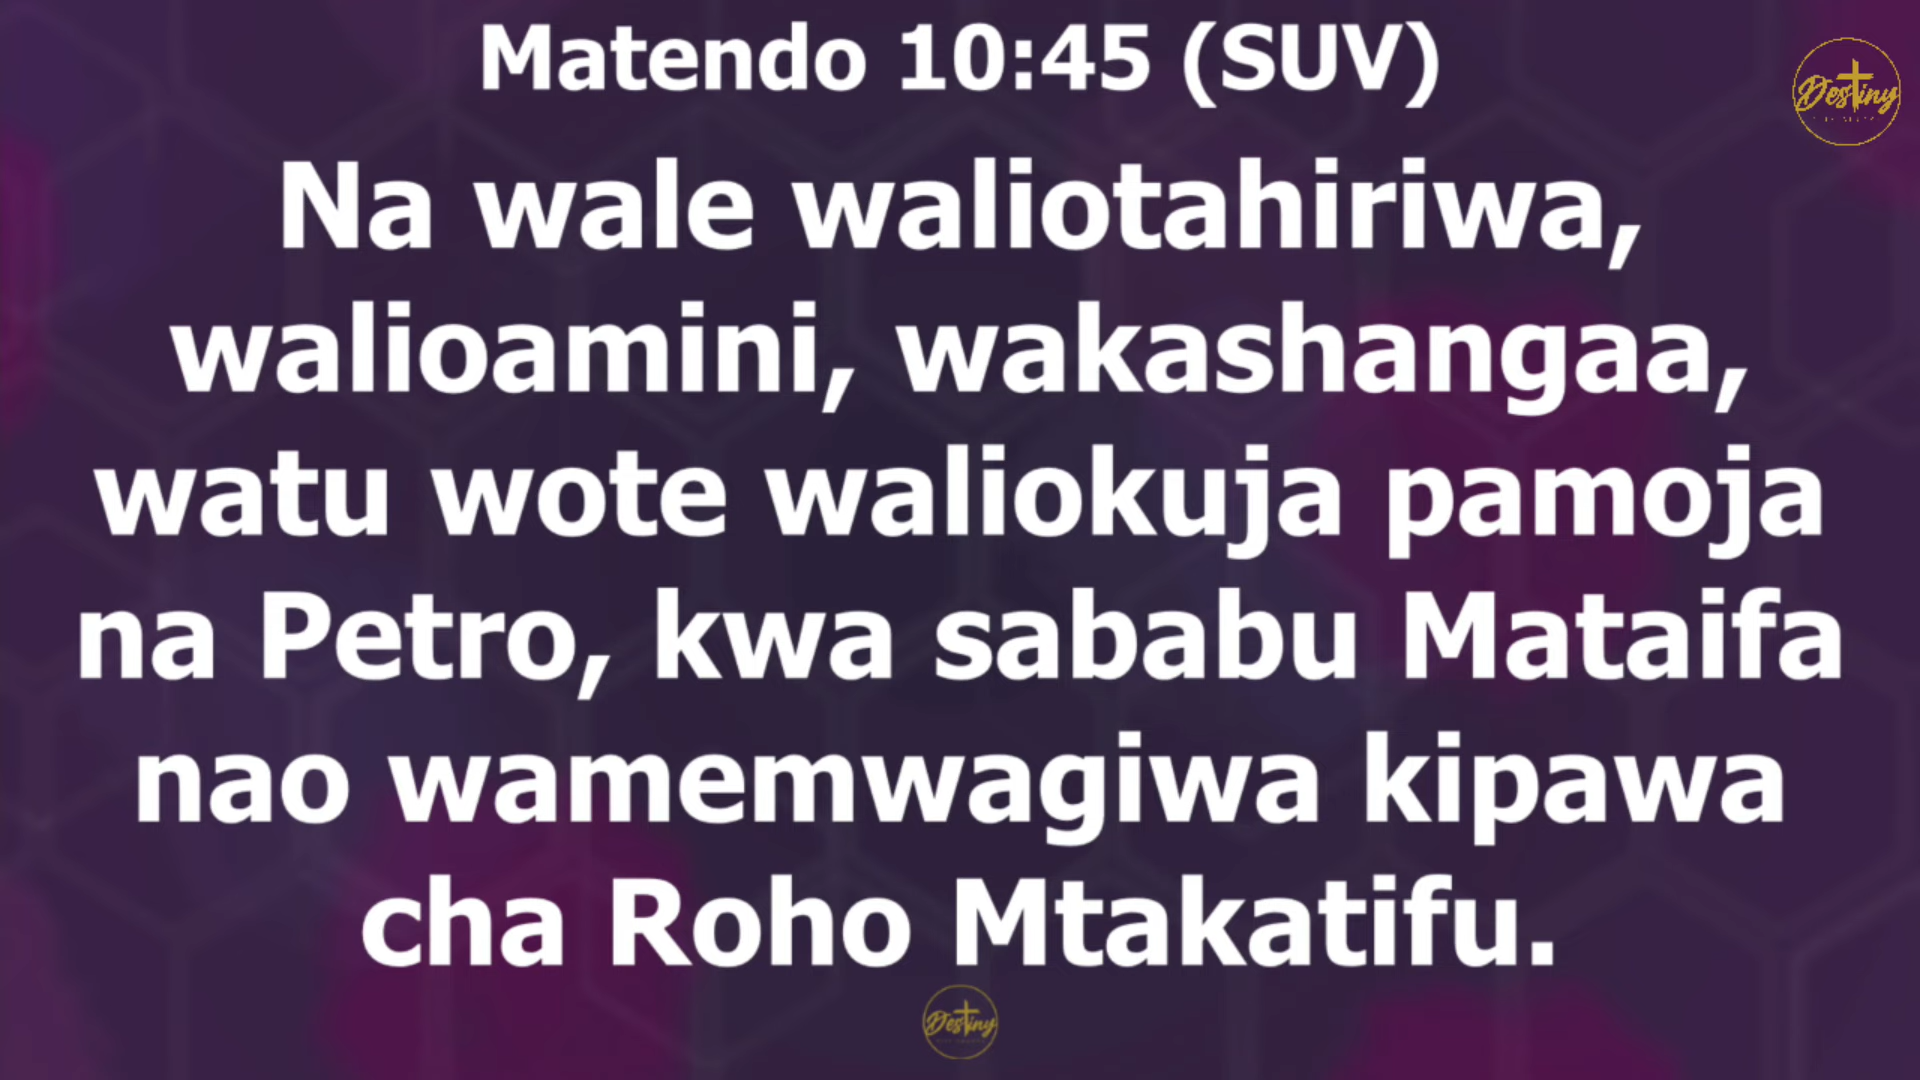 Matendo 10:45 (SUV)
Destiny
Na wale waliotahiriwa,
walioamini, wakashangaa,
watu wote waliokuja pamoja
na Petro, kwa sababu Mataifa
nao wamemwagiwa kipawa
cha Roho Mtakatifu.
Destiny